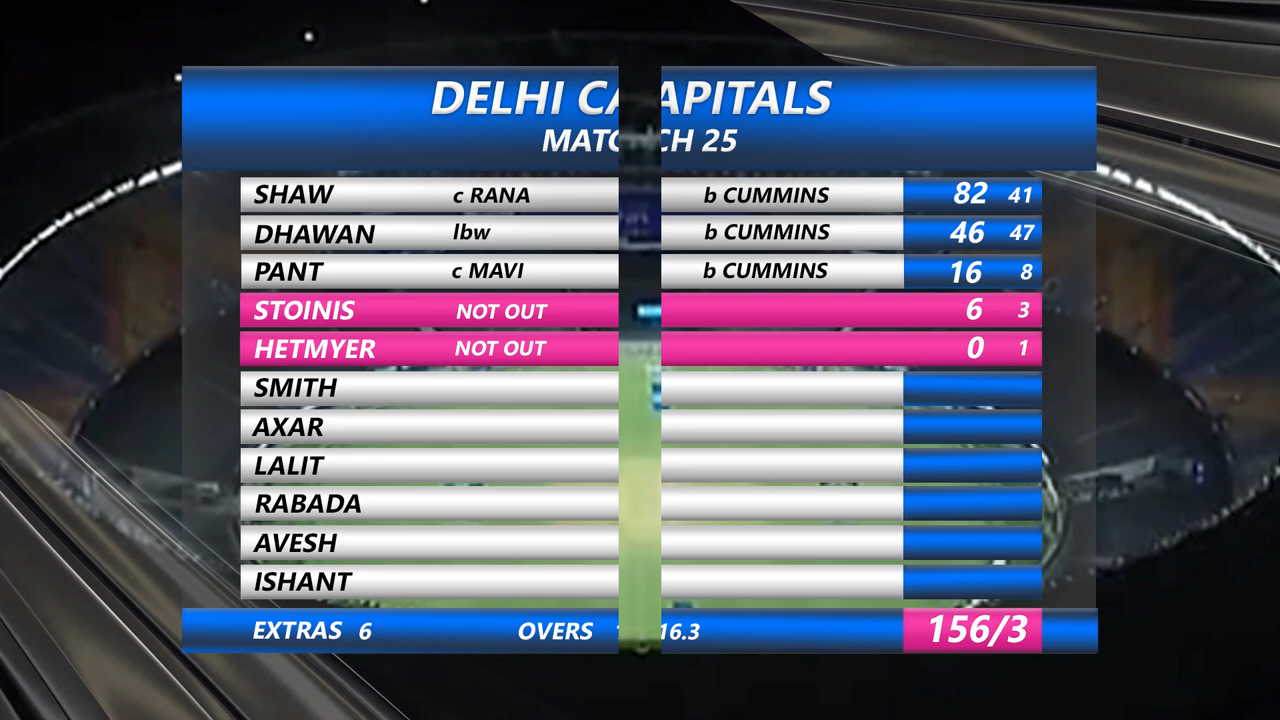 DELHI CAPITALS
MATCH 25
SHAW c RANA b CUMMINS 82 41
DHAWAN lbw b CUMMINS 46 47
PANT c MAVI b CUMMINS 16 8
STOINIS NOT OUT 6 3
HETMYER NOT OUT 0 1
SMITH
AXAR
LALIT
RABADA
AVESH
ISHANT
EXTRAS 6 OVERS 16.3 156/3